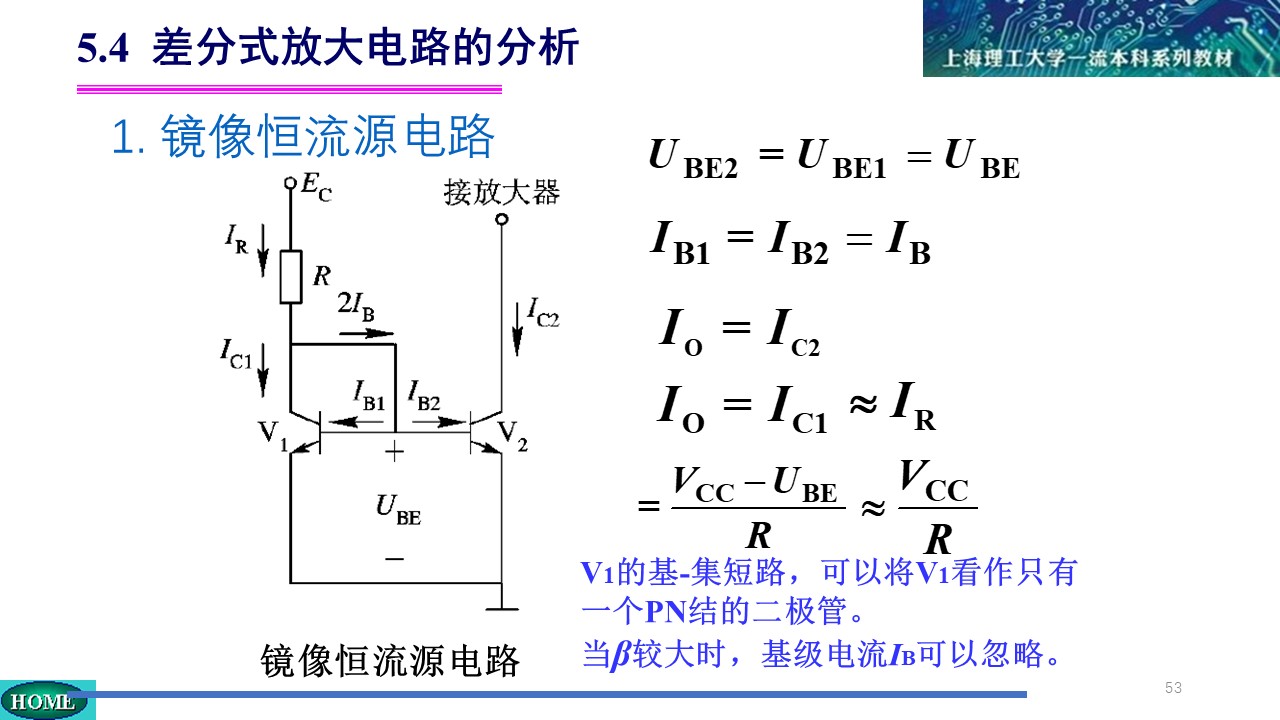 5.4 差分式放大电路的分析
上海理工大学一流本科系列教材
1. 镜像恒流源电路
E_C
接放大器
I_R
R
2I_B
I_C2
I_C1
I_B1 I_B2
V_1
V_2
+
U_BE
−
镜像恒流源电路
U_BE2 = U_BE1 = U_BE
I_B1 = I_B2 = I_B
I_O = I_C2
I_O = I_C1 ≈ I_R
= (V_CC − U_BE) / R ≈ V_CC / R
V1的基-集短路，可以将V1看作只有
一个PN结的二极管。
当β较大时，基级电流I_B可以忽略。
HOME
53